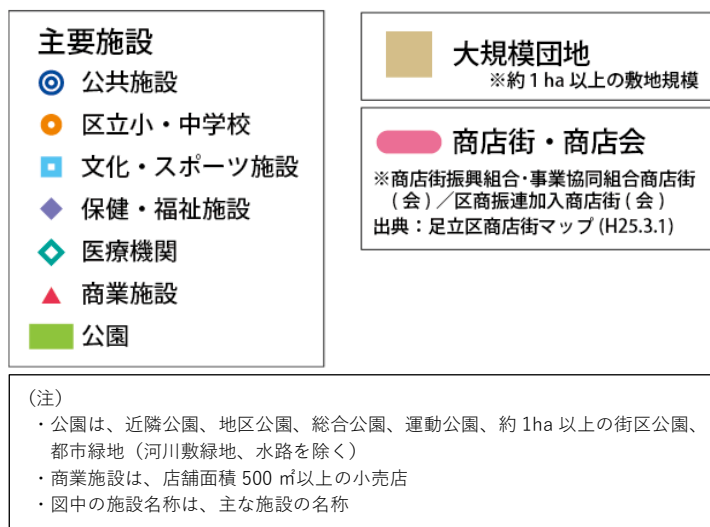 主要施設
公共施設
区立小・中学校
文化・スポーツ施設
保健・福祉施設
医療機関
商業施設
公園
大規模団地
※約1ha以上の敷地規模
商店街・商店会
※商店街振興組合・事業協同組合商店街
(会)／区商振連加入商店街(会)
出典：足立区商店街マップ(H25.3.1)
(注)
・公園は、近隣公園、地区公園、総合公園、運動公園、約1ha以上の街区公園、
都市緑地（河川敷緑地、水路を除く）
・商業施設は、店舗面積500㎡以上の小売店
・図中の施設名称は、主な施設の名称